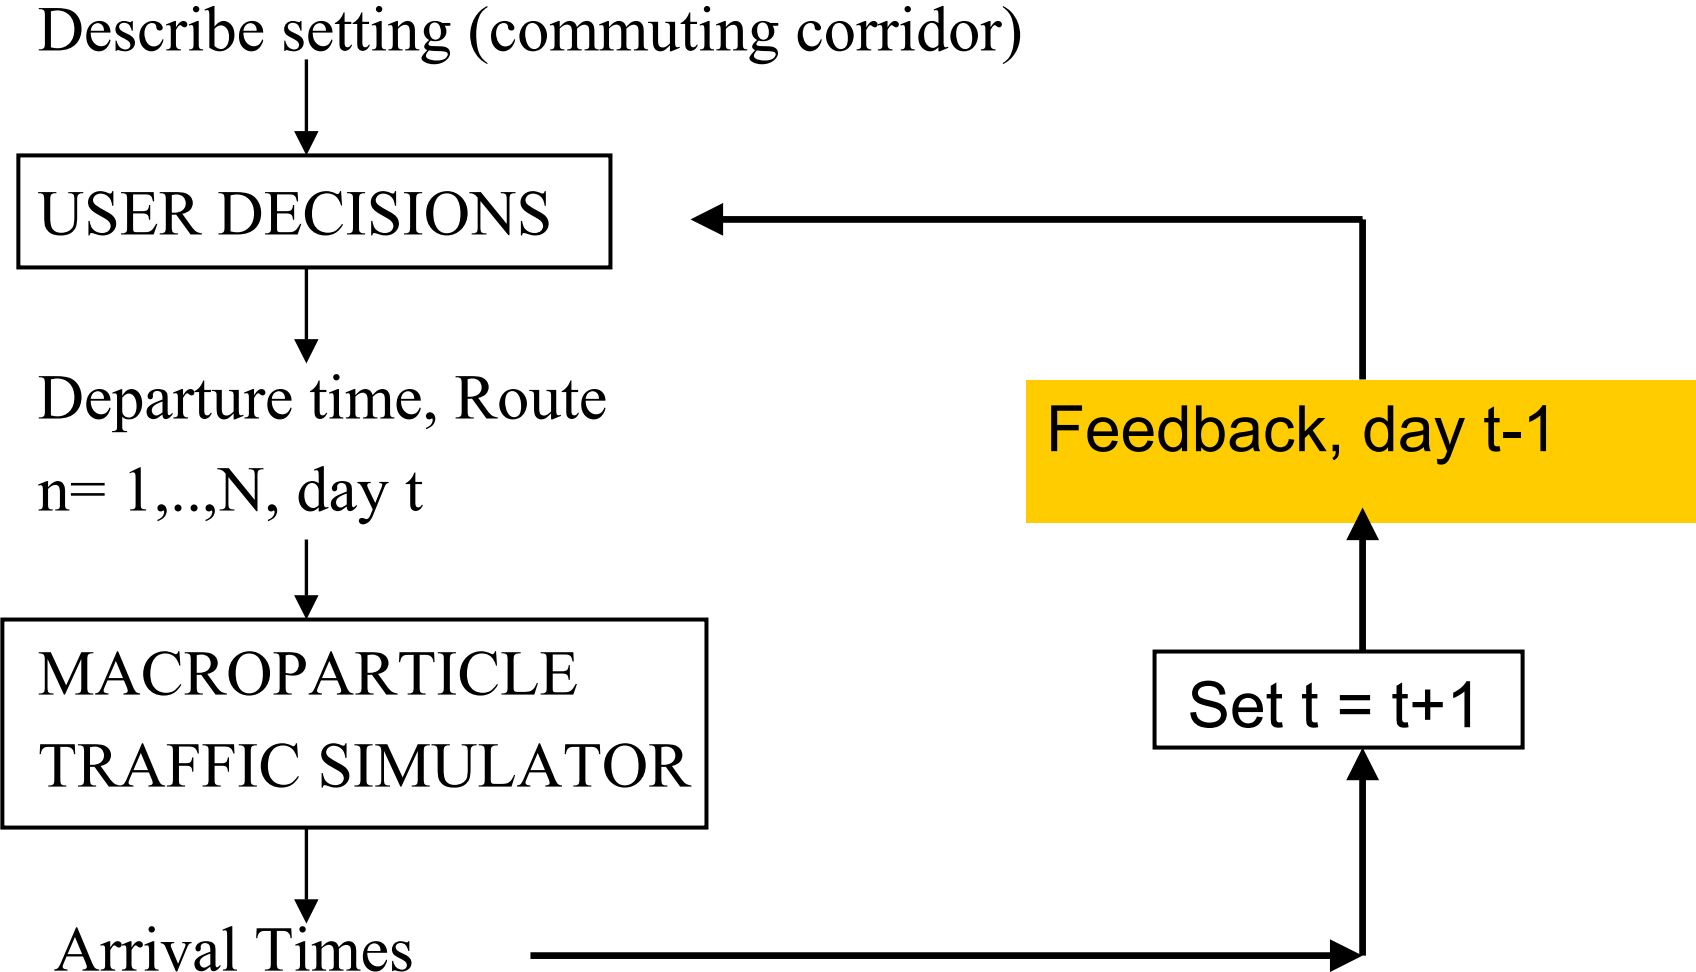 Describe setting (commuting corridor)
USER DECISIONS
Departure time, Route
n= 1,..,N, day t
MACROPARTICLE
TRAFFIC SIMULATOR
Arrival Times
Set t = t+1
Feedback, day t-1